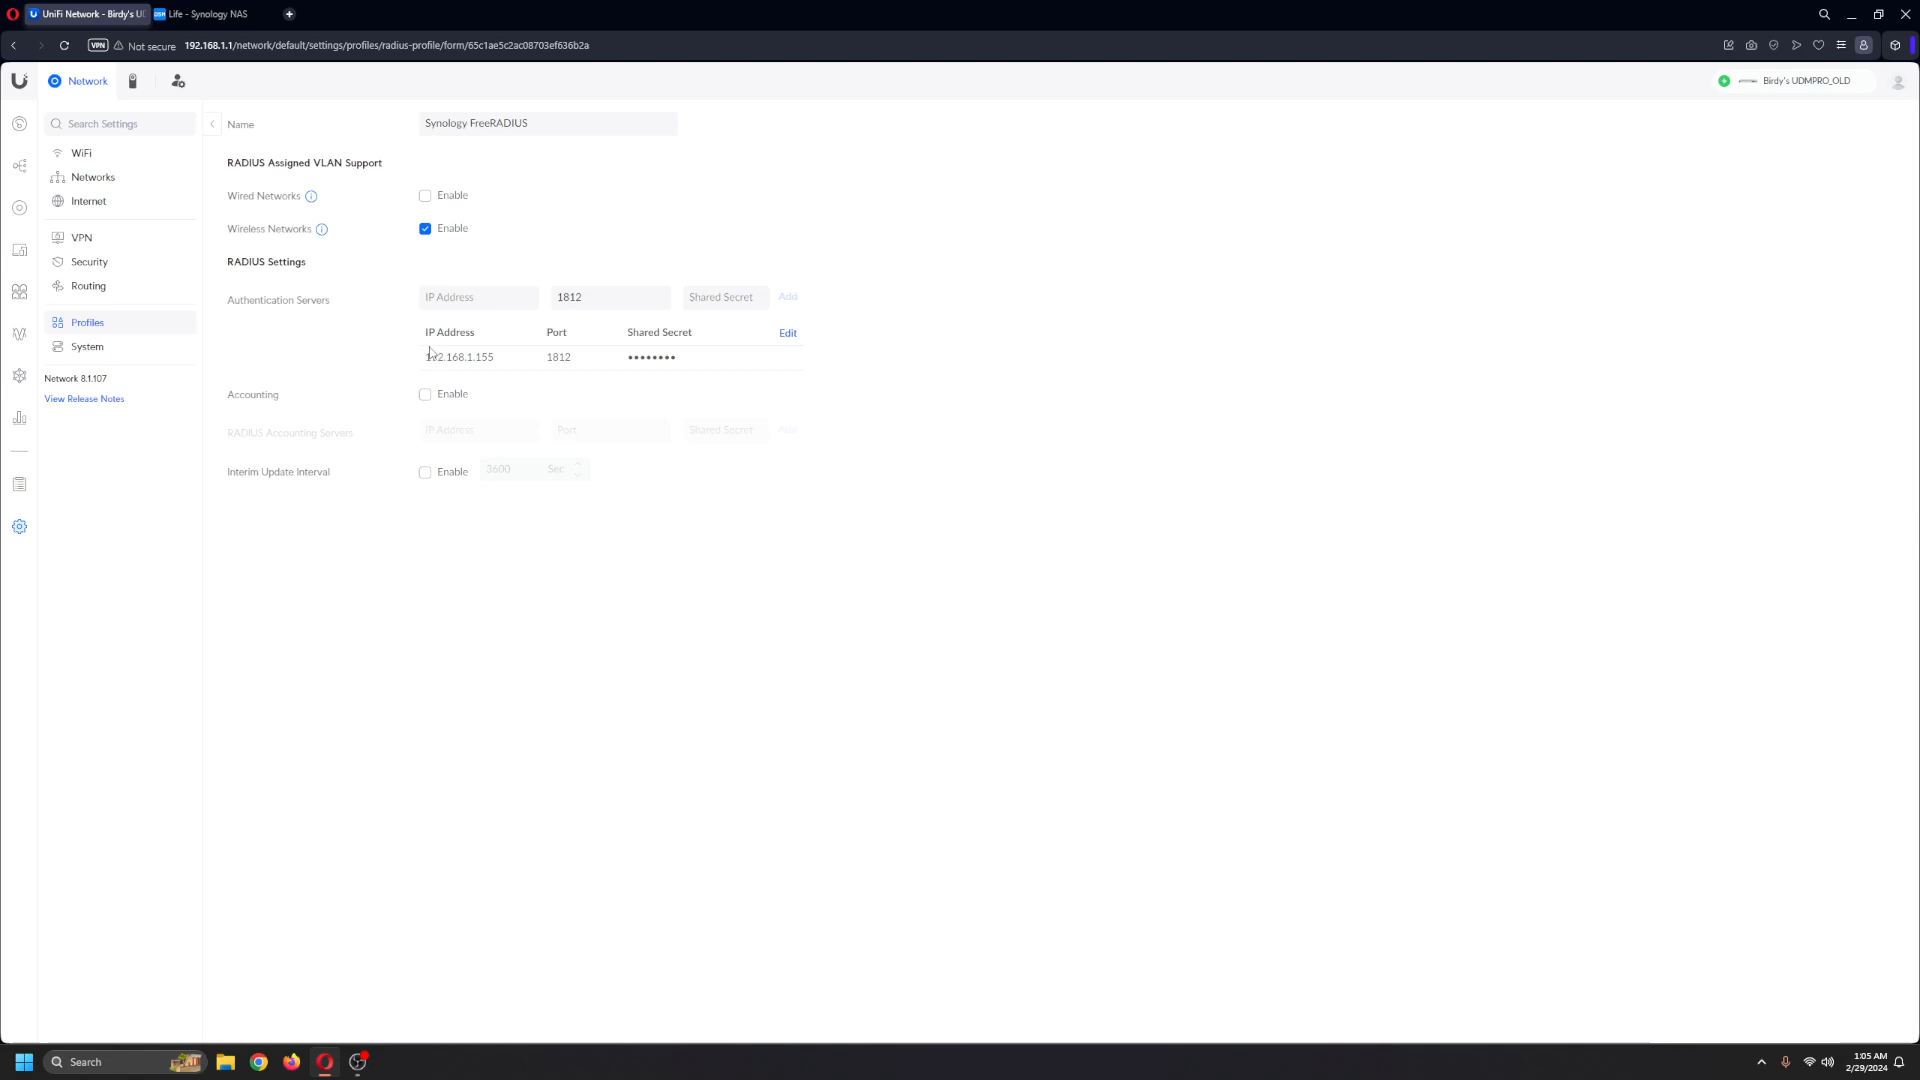 UniFi Network - Birdy's U
DSM Life - Synology NAS
VPN Not secure 192.168.1.1/network/default/settings/profiles/radius-profile/form/65c1ae5c2ac08703ef636b2a
Network
Birdy's UDMPRO_OLD
Search Settings
WiFi
Networks
Internet
VPN
Security
Routing
Profiles
System
Network 8.1.107
View Release Notes
Name Synology FreeRADIUS
RADIUS Assigned VLAN Support
Wired Networks Enable
Wireless Networks Enable
RADIUS Settings
Authentication Servers IP Address 1812 Shared Secret Add
IP Address Port Shared Secret Edit
192.168.1.155 1812 ••••••••
Accounting Enable
RADIUS Accounting Servers IP Address Port Shared Secret Add
Interim Update Interval Enable 3600 Sec
Search
1:05 AM
2/29/2024